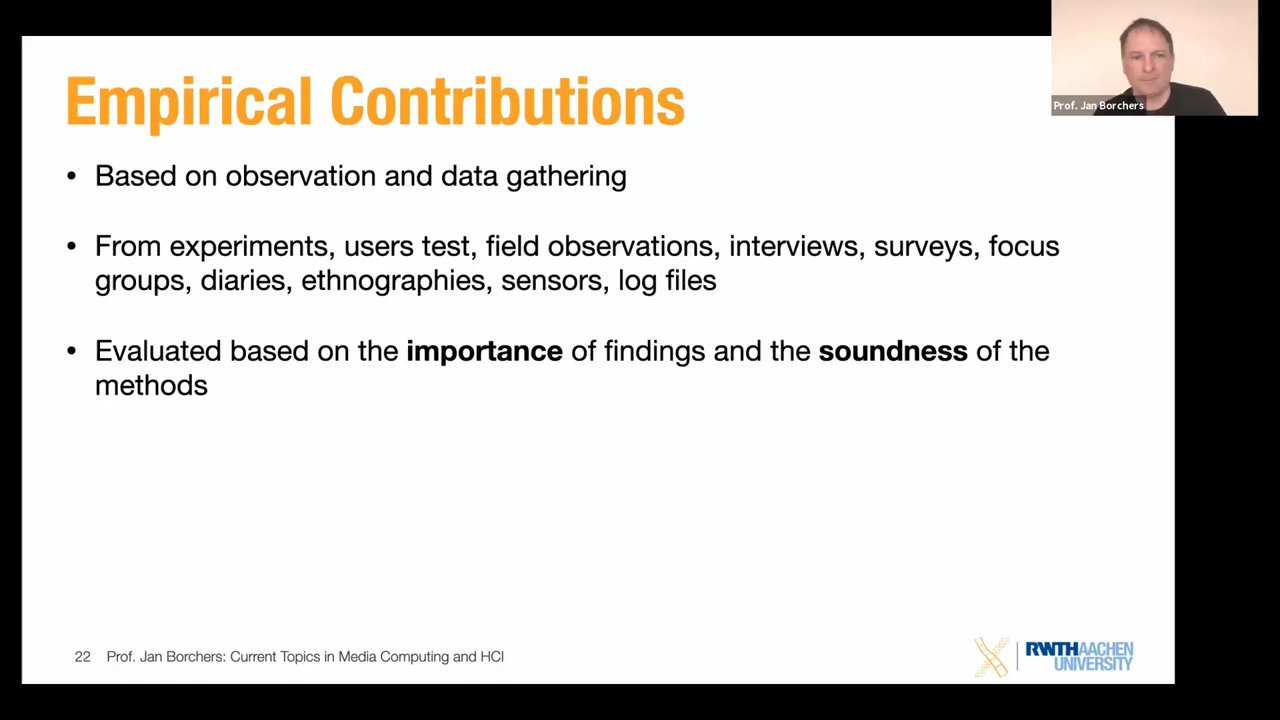 Empirical Contributions
Prof. Jan Borchers
• Based on observation and data gathering
• From experiments, users test, field observations, interviews, surveys, focus
groups, diaries, ethnographies, sensors, log files
• Evaluated based on the importance of findings and the soundness of the
methods
22 Prof. Jan Borchers: Current Topics in Media Computing and HCI
RWTHAACHEN
UNIVERSITY